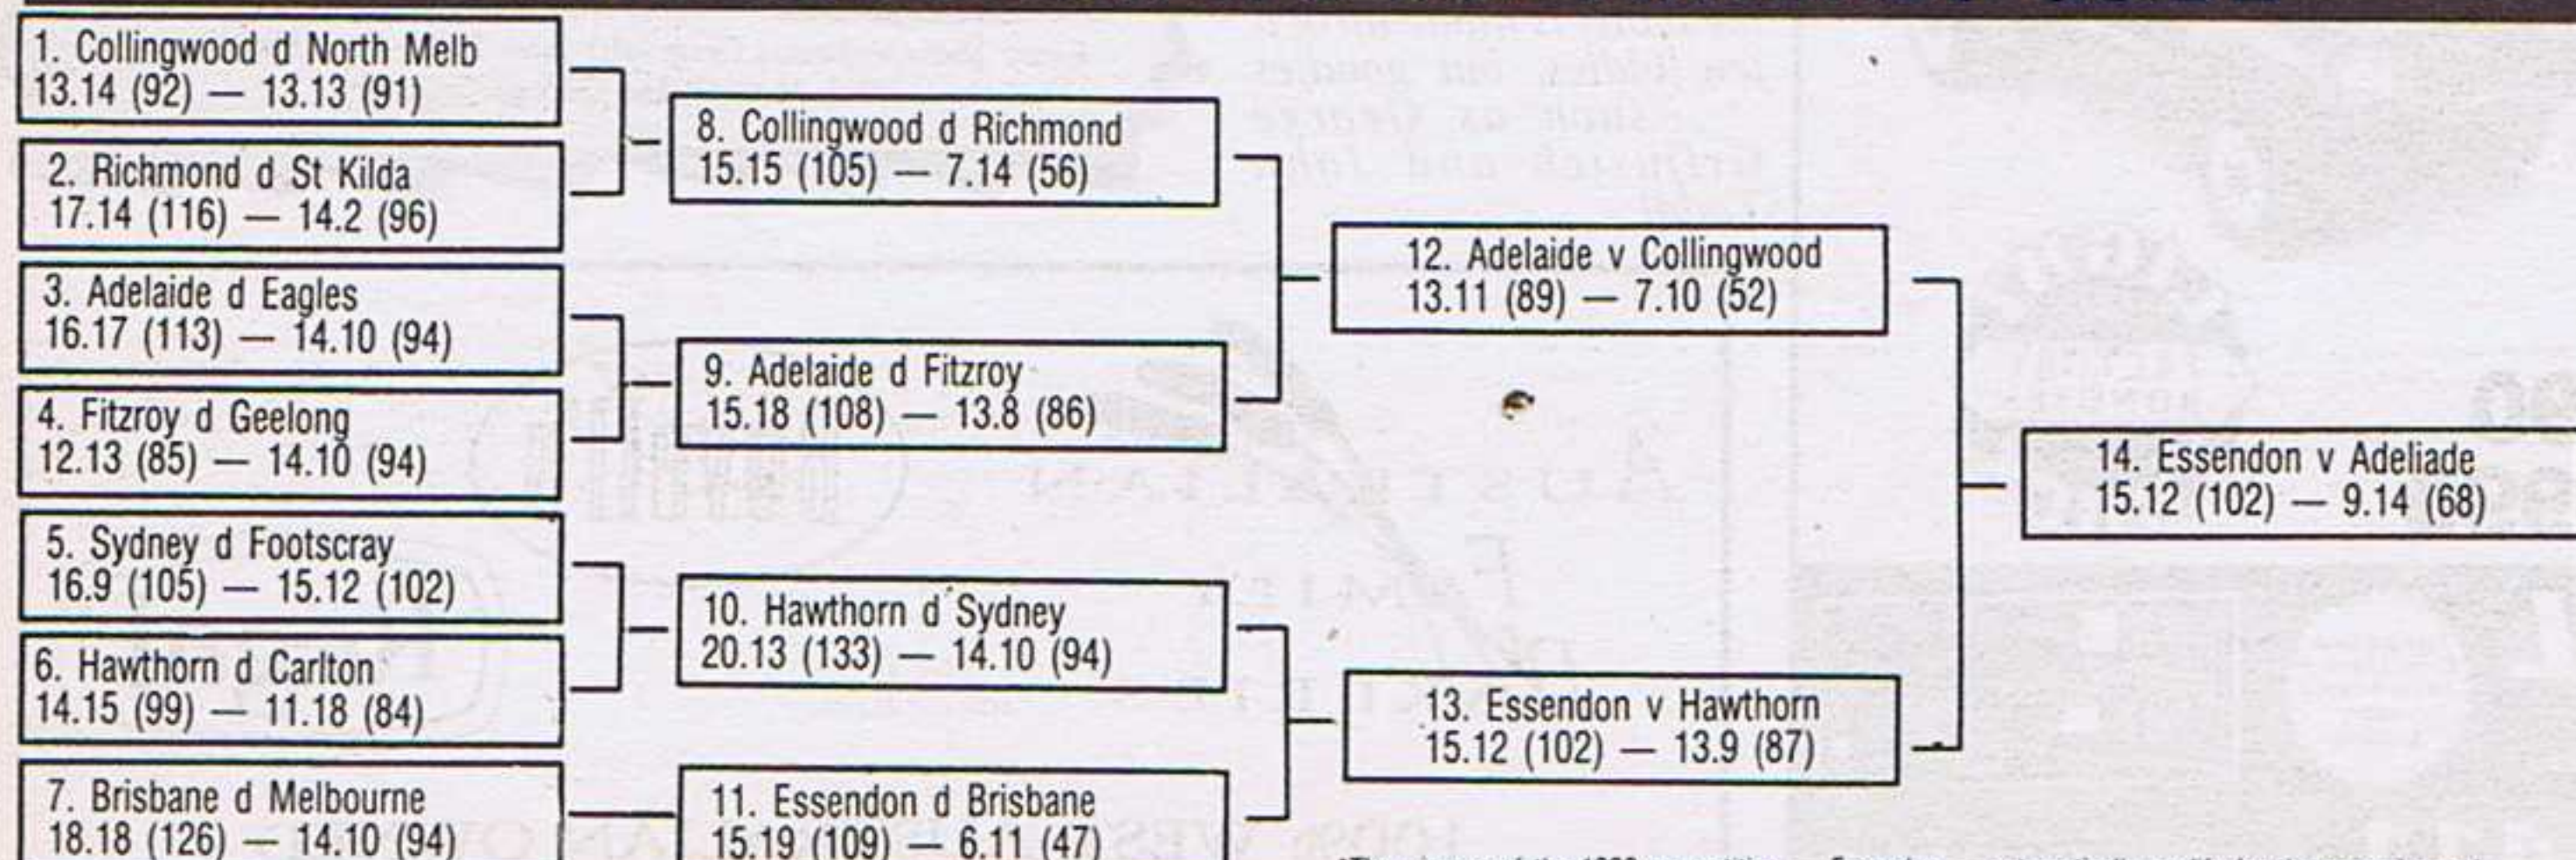 1. Collingwood d North Melb
13.14 (92) — 13.13 (91)
2. Richmond d St Kilda
17.14 (116) — 14.2 (96)
3. Adelaide d Eagles
16.17 (113) — 14.10 (94)
4. Fitzroy d Geelong
12.13 (85) — 14.10 (94)
5. Sydney d Footscray
16.9 (105) — 15.12 (102)
6. Hawthorn d Carlton
14.15 (99) — 11.18 (84)
7. Brisbane d Melbourne
18.18 (126) — 14.10 (94)
8. Collingwood d Richmond
15.15 (105) — 7.14 (56)
9. Adelaide d Fitzroy
15.18 (108) — 13.8 (86)
10. Hawthorn d Sydney
20.13 (133) — 14.10 (94)
11. Essendon d Brisbane
15.19 (109) — 6.11 (47)
12. Adelaide v Collingwood
13.11 (89) — 7.10 (52)
13. Essendon v Hawthorn
15.12 (102) — 13.9 (87)
14. Essendon v Adeliade
15.12 (102) — 9.14 (68)